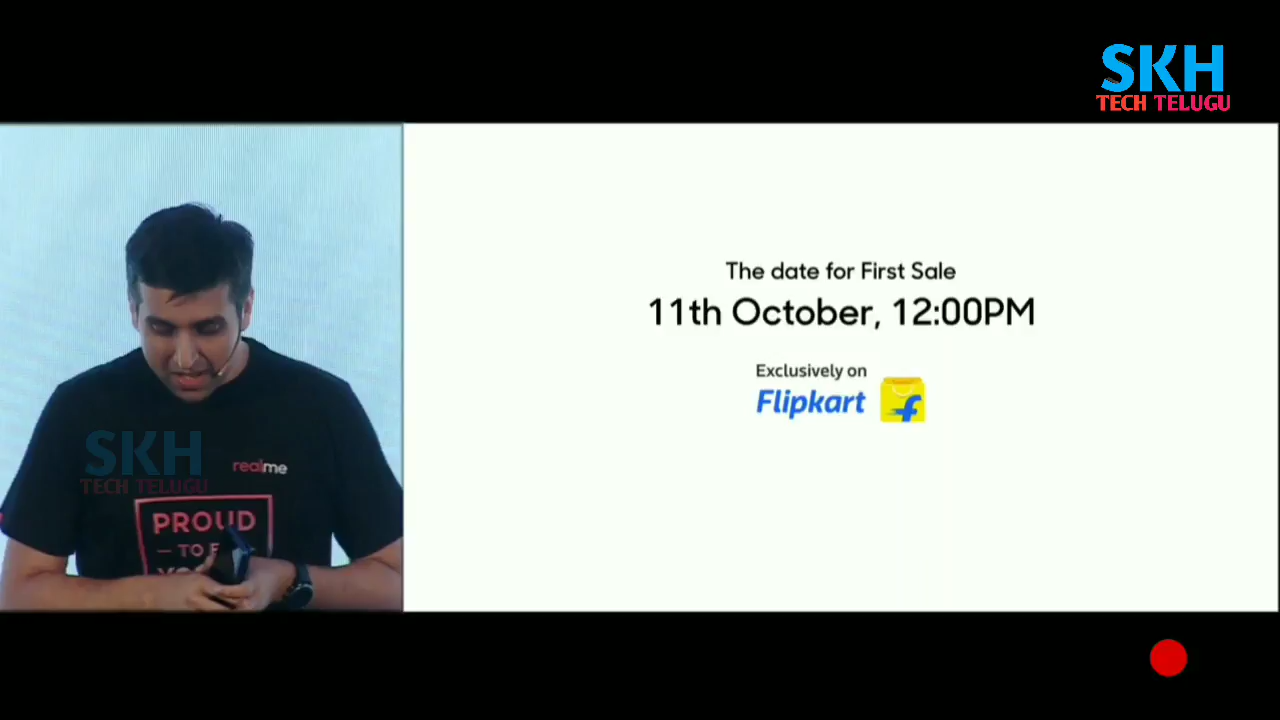 SKH
TECH TELUGU
The date for First Sale
11th October, 12:00PM
Exclusively on
Flipkart
SKH
TECH TELUGU
realme
PROUD
TO